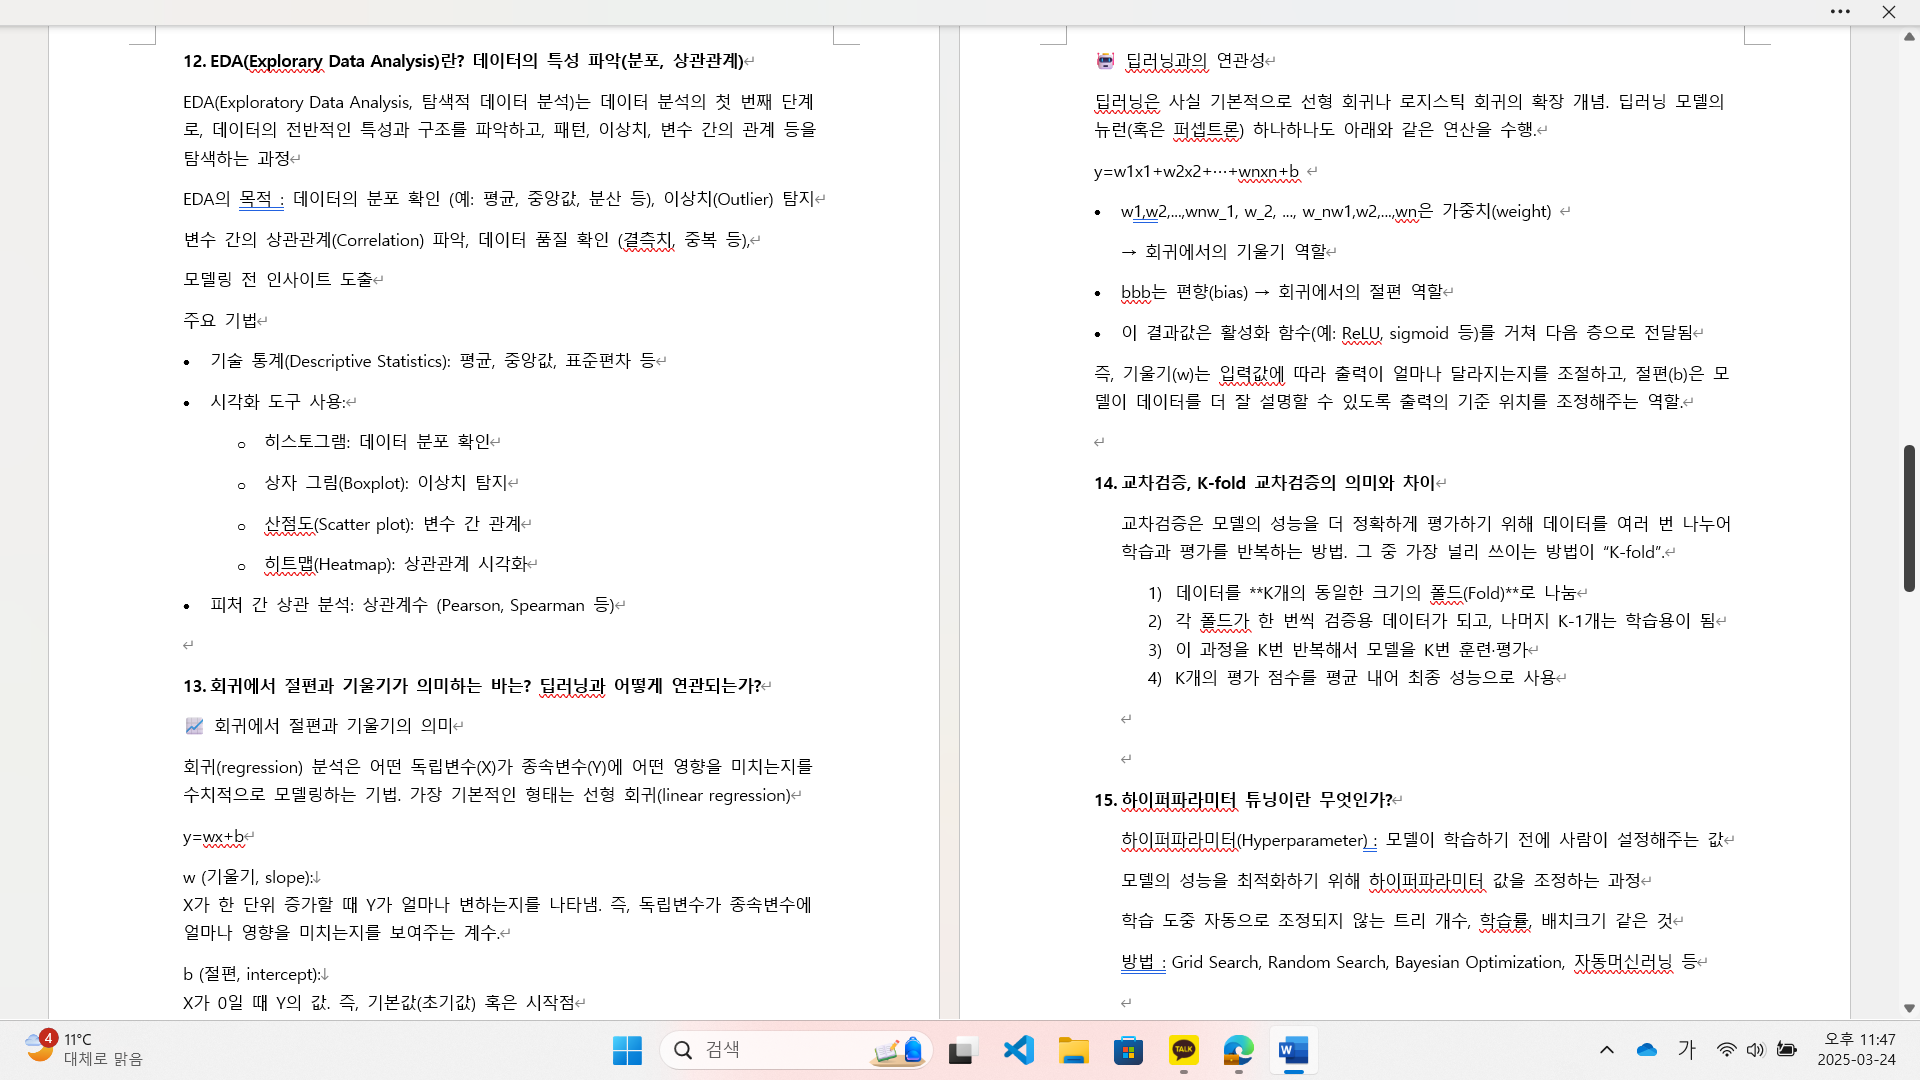 12. EDA(Explorary Data Analysis)란? 데이터의 특성 파악(분포, 상관관계)
EDA(Exploratory Data Analysis, 탐색적 데이터 분석)는 데이터 분석의 첫 번째 단계
로, 데이터의 전반적인 특성과 구조를 파악하고, 패턴, 이상치, 변수 간의 관계 등을
탐색하는 과정
EDA의 목적 : 데이터의 분포 확인 (예: 평균, 중앙값, 분산 등), 이상치(Outlier) 탐지
변수 간의 상관관계(Correlation) 파악, 데이터 품질 확인 (결측치, 중복 등),
모델링 전 인사이트 도출
주요 기법
• 기술 통계(Descriptive Statistics): 평균, 중앙값, 표준편차 등
• 시각화 도구 사용:
o 히스토그램: 데이터 분포 확인
o 상자 그림(Boxplot): 이상치 탐지
o 산점도(Scatter plot): 변수 간 관계
o 히트맵(Heatmap): 상관관계 시각화
• 피처 간 상관 분석: 상관계수 (Pearson, Spearman 등)
13. 회귀에서 절편과 기울기가 의미하는 바는? 딥러닝과 어떻게 연관되는가?
📈 회귀에서 절편과 기울기의 의미
회귀(regression) 분석은 어떤 독립변수(X)가 종속변수(Y)에 어떤 영향을 미치는지를
수치적으로 모델링하는 기법. 가장 기본적인 형태는 선형 회귀(linear regression)
y=wx+b
w (기울기, slope):
X가 한 단위 증가할 때 Y가 얼마나 변하는지를 나타냄. 즉, 독립변수가 종속변수에
얼마나 영향을 미치는지를 보여주는 계수.
b (절편, intercept):
X가 0일 때 Y의 값. 즉, 기본값(초기값) 혹은 시작점
🤖 딥러닝과의 연관성
딥러닝은 사실 기본적으로 선형 회귀나 로지스틱 회귀의 확장 개념. 딥러닝 모델의
뉴런(혹은 퍼셉트론) 하나하나도 아래와 같은 연산을 수행.
y=w1x1+w2x2+⋯+wnxn+b
• w1,w2,...,wnw_1, w_2, ..., w_nw1,w2,...,wn은 가중치(weight)
→ 회귀에서의 기울기 역할
• bbb는 편향(bias) → 회귀에서의 절편 역할
• 이 결과값은 활성화 함수(예: ReLU, sigmoid 등)를 거쳐 다음 층으로 전달됨
즉, 기울기(w)는 입력값에 따라 출력이 얼마나 달라지는지를 조절하고, 절편(b)은 모
델이 데이터를 더 잘 설명할 수 있도록 출력의 기준 위치를 조정해주는 역할.
14. 교차검증, K-fold 교차검증의 의미와 차이
교차검증은 모델의 성능을 더 정확하게 평가하기 위해 데이터를 여러 번 나누어
학습과 평가를 반복하는 방법. 그 중 가장 널리 쓰이는 방법이 “K-fold”.
1) 데이터를 **K개의 동일한 크기의 폴드(Fold)**로 나눔
2) 각 폴드가 한 번씩 검증용 데이터가 되고, 나머지 K-1개는 학습용이 됨
3) 이 과정을 K번 반복해서 모델을 K번 훈련·평가
4) K개의 평가 점수를 평균 내어 최종 성능으로 사용
15. 하이퍼파라미터 튜닝이란 무엇인가?
하이퍼파라미터(Hyperparameter) : 모델이 학습하기 전에 사람이 설정해주는 값
모델의 성능을 최적화하기 위해 하이퍼파라미터 값을 조정하는 과정
학습 도중 자동으로 조정되지 않는 트리 개수, 학습률, 배치크기 같은 것
방법 : Grid Search, Random Search, Bayesian Optimization, 자동머신러닝 등
4
11°C
대체로 맑음
검색
TALK
W
가
오후 11:47
2025-03-24